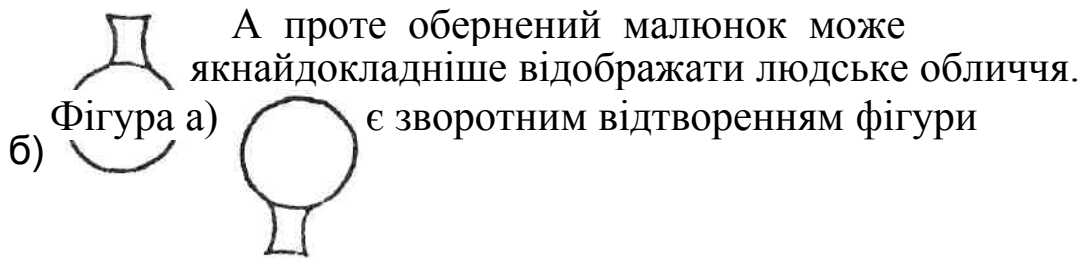 А проте обернений малюнок може
якнайдокладніше відображати людське обличчя.
Фігура а) є зворотним відтворенням фігури
б)